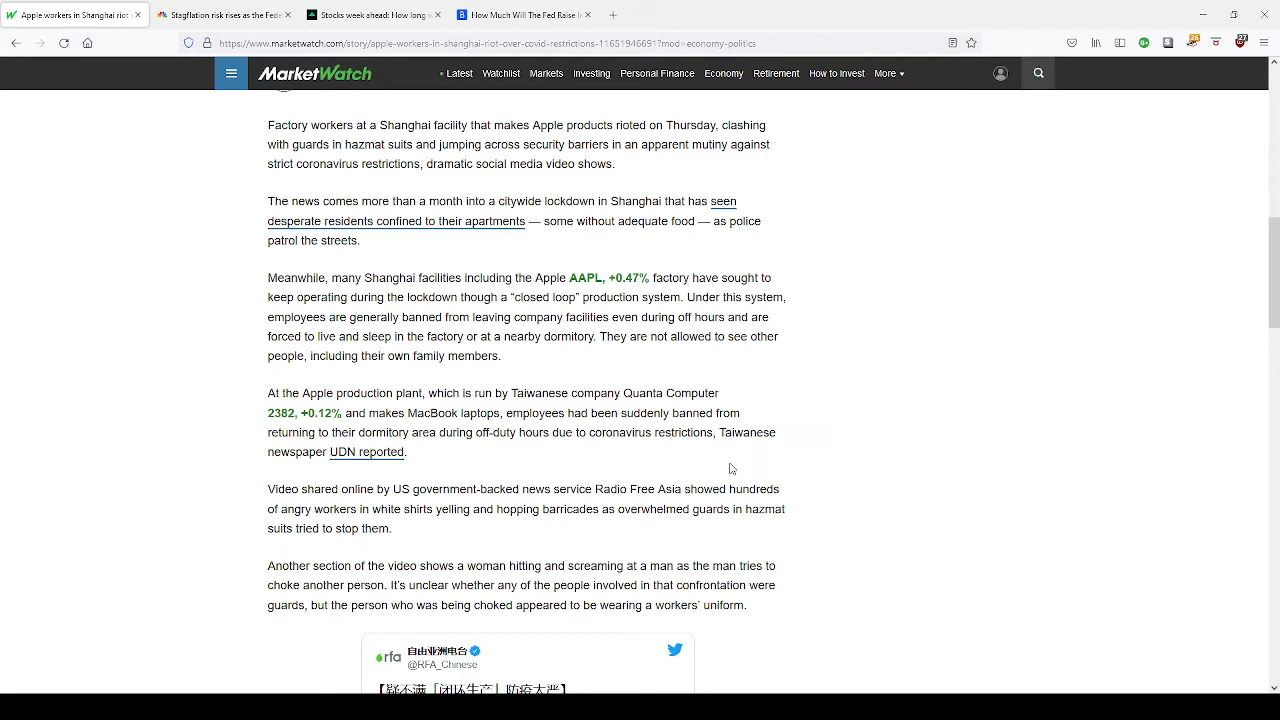 Apple workers in Shanghai riot o
Stagflation risk rises as the Fede
Stocks week ahead: How long v
B How Much Will The Fed Raise In
https://www.marketwatch.com/story/apple-workers-in-shanghai-riot-over-covid-restrictions-11651946691?mod=economy-politics
26
27
MarketWatch
Latest Watchlist Markets Investing Personal Finance Economy Retirement How to Invest More
Factory workers at a Shanghai facility that makes Apple products rioted on Thursday, clashing
with guards in hazmat suits and jumping across security barriers in an apparent mutiny against
strict coronavirus restrictions, dramatic social media video shows.
The news comes more than a month into a citywide lockdown in Shanghai that has seen
desperate residents confined to their apartments — some without adequate food — as police
patrol the streets.
Meanwhile, many Shanghai facilities including the Apple AAPL, +0.47% factory have sought to
keep operating during the lockdown though a “closed loop” production system. Under this system,
employees are generally banned from leaving company facilities even during off hours and are
forced to live and sleep in the factory or at a nearby dormitory. They are not allowed to see other
people, including their own family members.
At the Apple production plant, which is run by Taiwanese company Quanta Computer
2382, +0.12% and makes MacBook laptops, employees had been suddenly banned from
returning to their dormitory area during off-duty hours due to coronavirus restrictions, Taiwanese
newspaper UDN reported.
Video shared online by US government-backed news service Radio Free Asia showed hundreds
of angry workers in white shirts yelling and hopping barricades as overwhelmed guards in hazmat
suits tried to stop them.
Another section of the video shows a woman hitting and screaming at a man as the man tries to
choke another person. It’s unclear whether any of the people involved in that confrontation were
guards, but the person who was being choked appeared to be wearing a workers’ uniform.
rfa 自由亚洲电台
@RFA_Chinese
【疑不满「闭环生产」防疫太严】